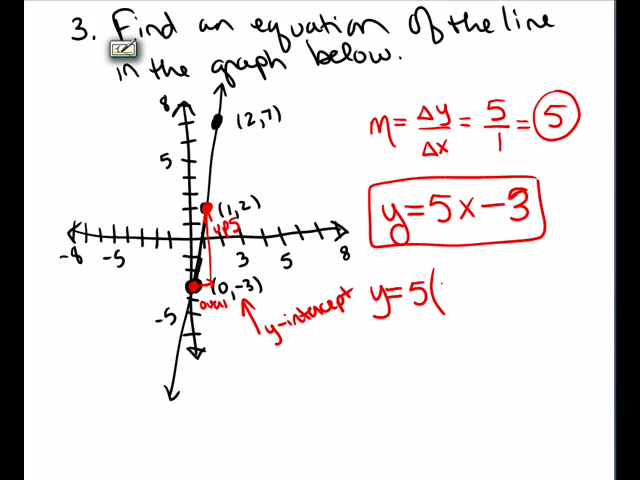 3. Find an equation of the line
in the graph below.
8
(2,7)
5
(1,2)
up5
-8 -5 3 5 8
(0,-3)
-5
y-intercept
m= Δy/Δx = 5/1 = 5
y=5x-3
y=5(